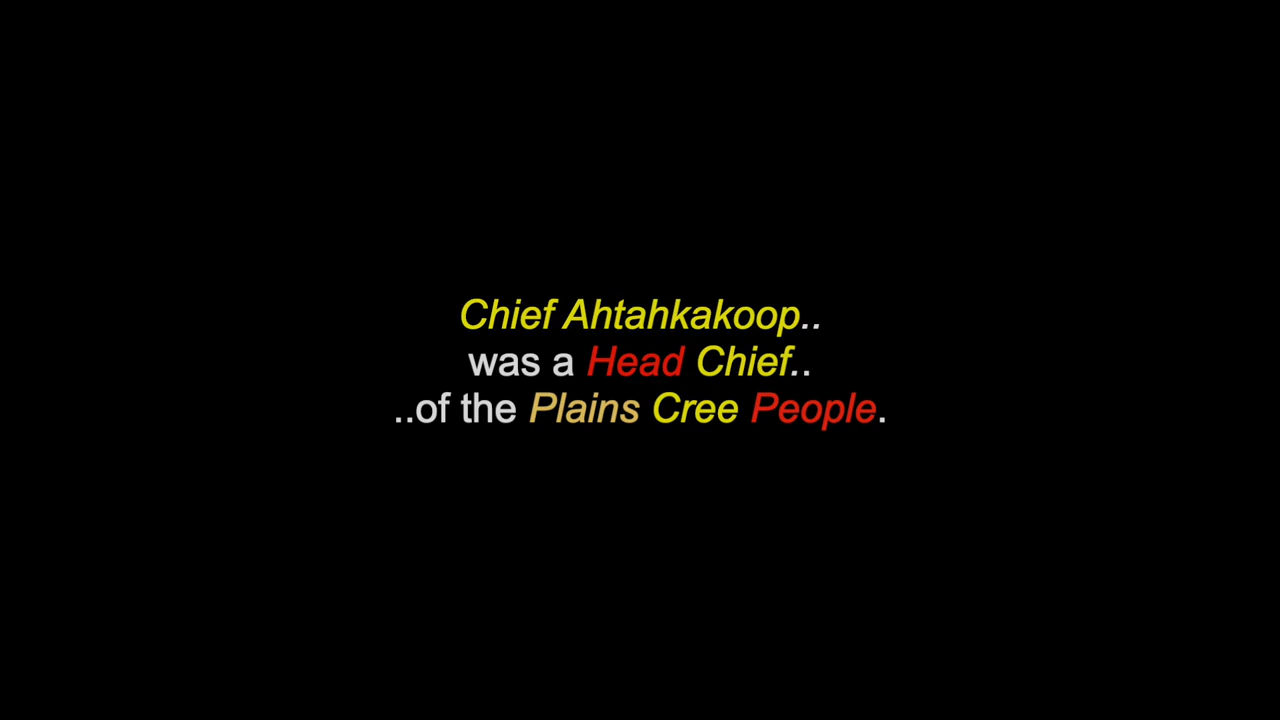 Chief Ahtahkakoop..
was a Head Chief..
..of the Plains Cree People.